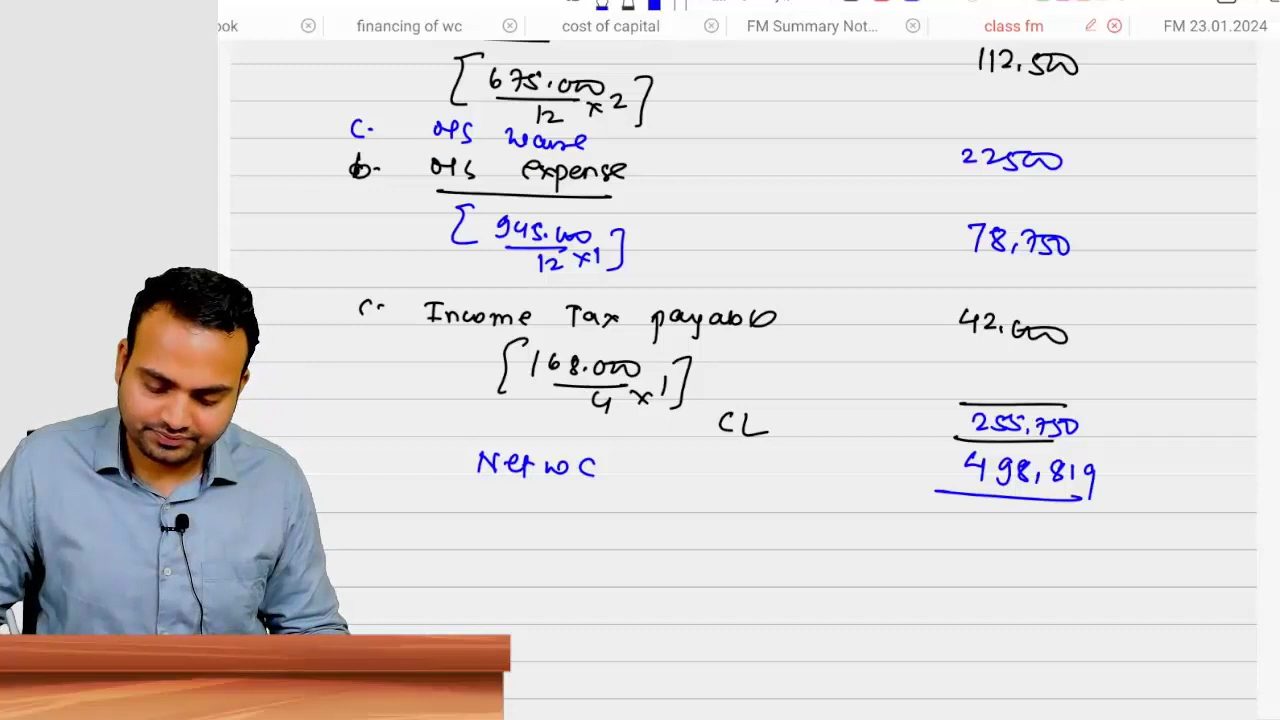 ook financing of wc cost of capital FM Summary Not... class fm FM 23.01.2024
112,500
[ 675.000 / 12 × 2 ]
c. O/S wause 22500
b. O/S expense
[ 945.000 / 12 ×1 ] 78,750
c. Income Tax payable 42,000
[ 168.000 / 4 × 1 ]
CL 255,750
Net WC 498,819